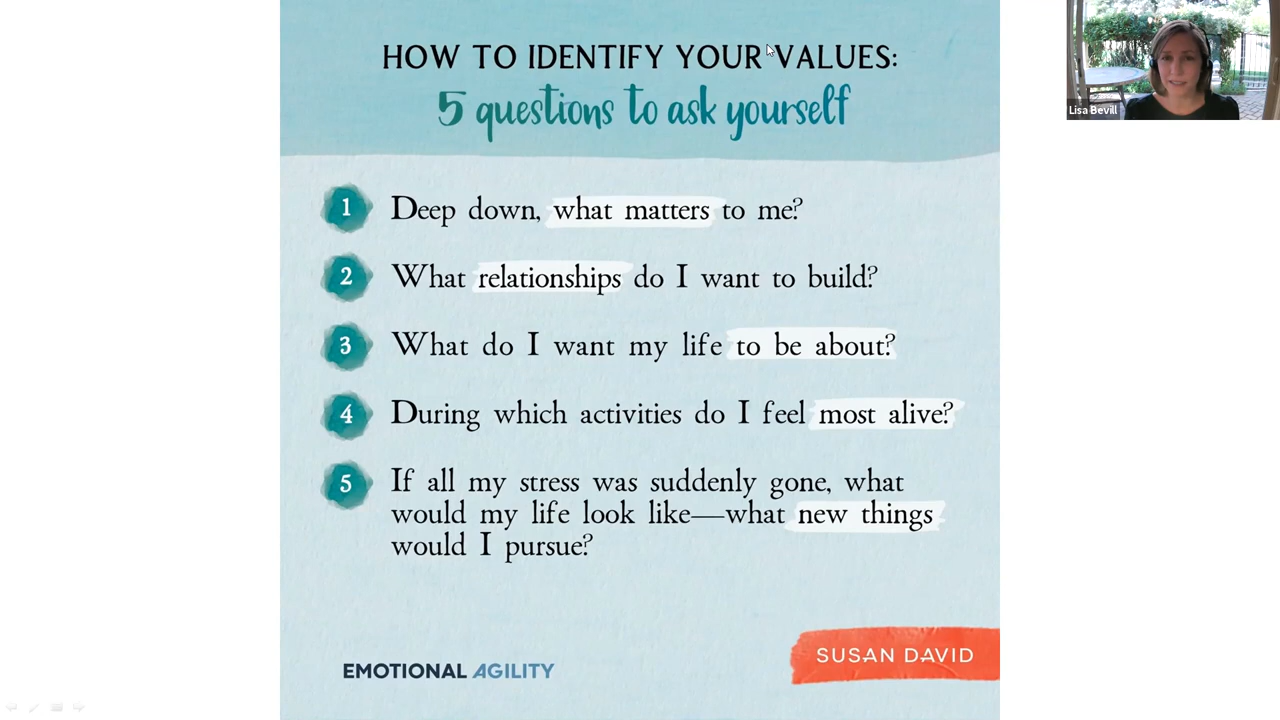 HOW TO IDENTIFY YOUR VALUES:
5 questions to ask yourself
1 Deep down, what matters to me?
2 What relationships do I want to build?
3 What do I want my life to be about?
4 During which activities do I feel most alive?
5 If all my stress was suddenly gone, what
would my life look like—what new things
would I pursue?
EMOTIONAL AGILITY
SUSAN DAVID
Lisa Bevill